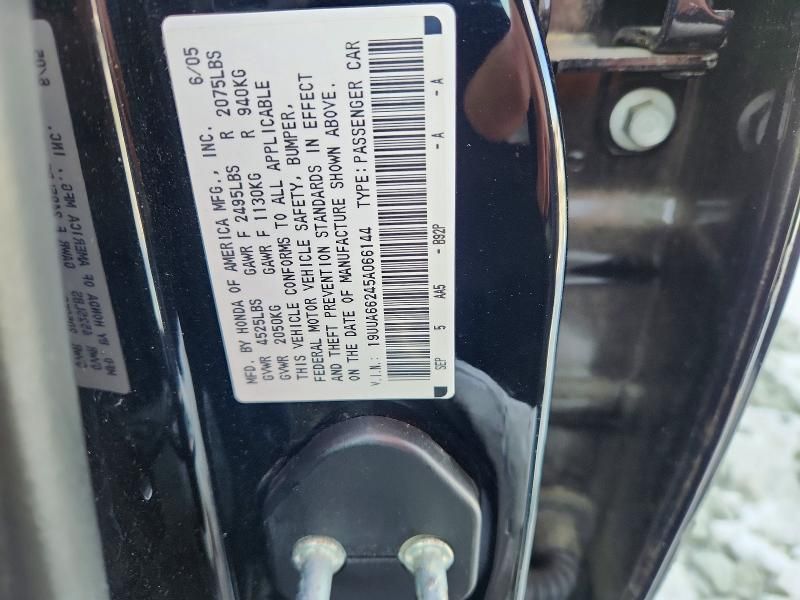 MFD. BY HONDA OF AMERICA MFG., INC. 6/05
GVWR 4525LBS GAWR F 2495LBS R 2075LBS
GVWR 2050KG GAWR F 1130KG R 940KG
THIS VEHICLE CONFORMS TO ALL APPLICABLE
FEDERAL MOTOR VEHICLE SAFETY, BUMPER,
AND THEFT PREVENTION STANDARDS IN EFFECT
ON THE DATE OF MANUFACTURE SHOWN ABOVE.
V.I.N.: 19UUA66245A066144 TYPE: PASSENGER CAR
SEP 5 AA5 - B92P - A - A